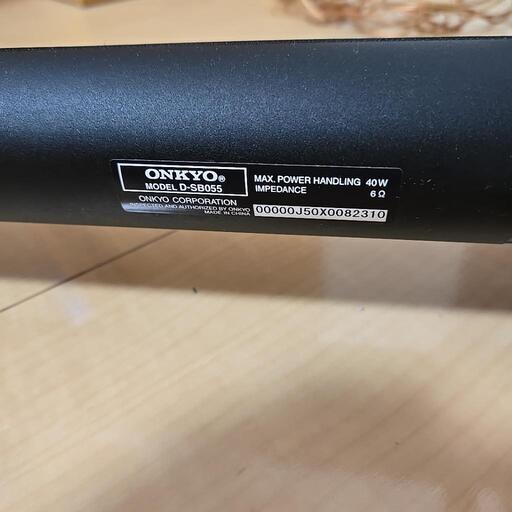 ONKYO®
MODEL D-SB055
MAX. POWER HANDLING 40W
IMPEDANCE 6Ω
ONKYO CORPORATION
INSPECTED AND AUTHORIZED BY ONKYO
MADE IN CHINA
00000J50X0082310